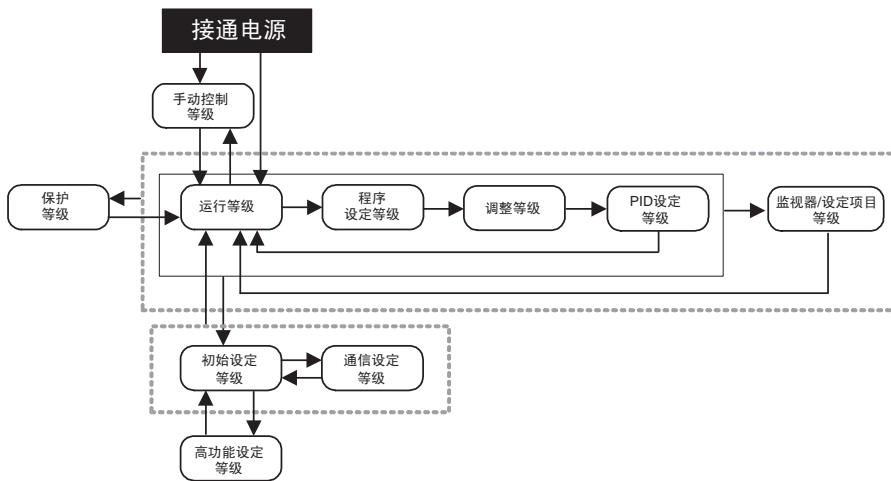 接通电源
手动控制
等级
保护
等级
运行等级
程序
设定等级
调整等级
PID设定
等级
监视器/设定项目
等级
初始设定
等级
通信设定
等级
高功能设定
等级